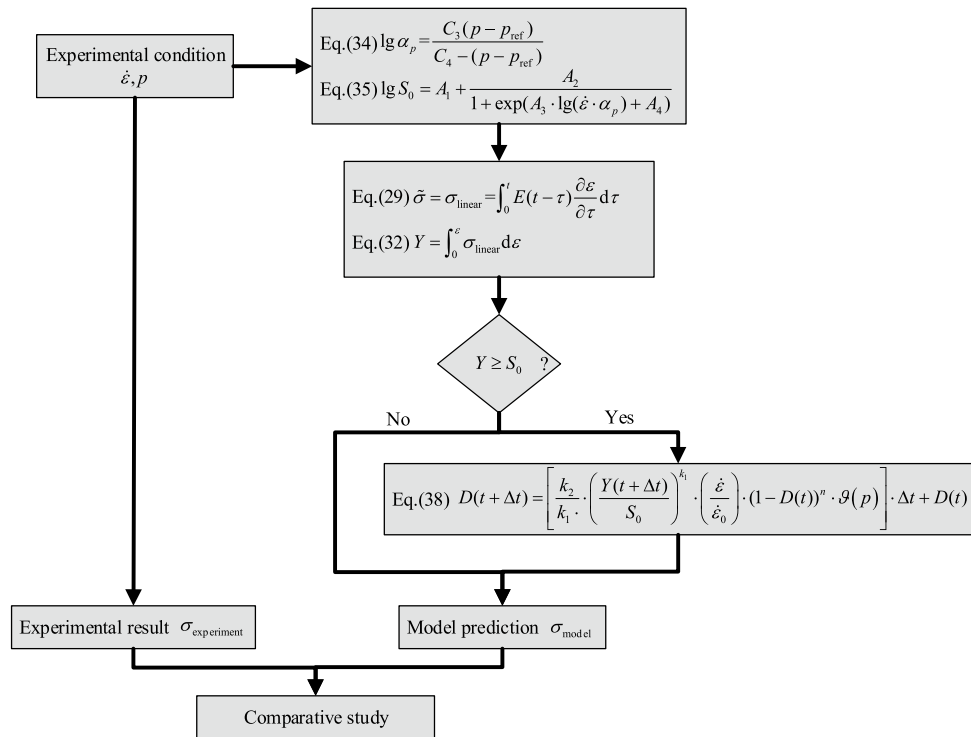 Experimental condition
ε̇, p
Eq.(34) lg α_p = C_3(p − p_ref) / C_4 − (p − p_ref)
Eq.(35) lg S_0 = A_1 + A_2 / 1 + exp(A_3 · lg(ε̇ · α_p) + A_4)
Eq.(29) σ̃ = σ_linear = ∫_0^t E(t − τ) ∂ε/∂τ dτ
Eq.(32) Y = ∫_0^ε σ_linear dε
Y ≥ S_0 ?
No
Yes
Eq.(38) D(t + Δt) = [k_2 / k_1 · (Y(t + Δt) / S_0)^{k_1} · (ε̇ / ε̇_0) · (1 − D(t))^n · ϑ(p)] · Δt + D(t)
Experimental result σ_experiment
Model prediction σ_model
Comparative study